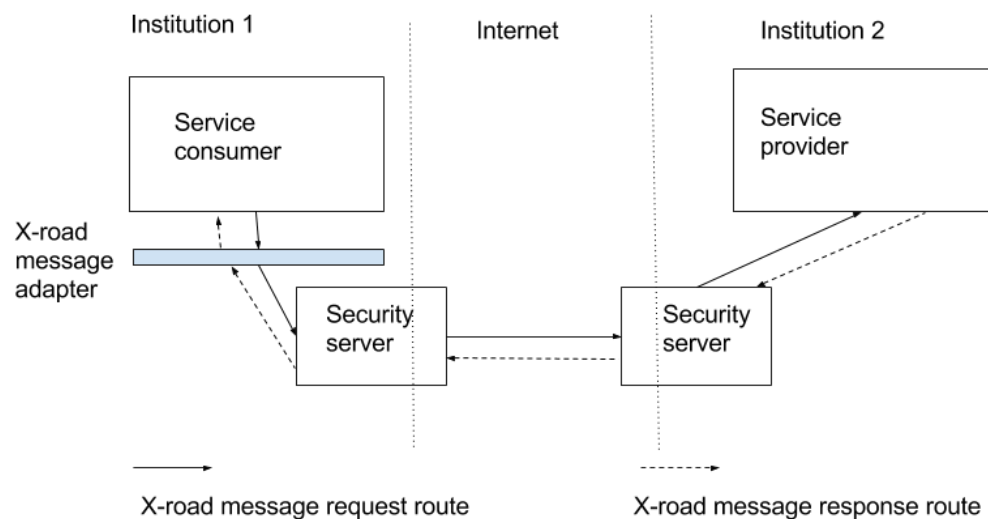 Institution 1
Internet
Institution 2
Service
consumer
Service
provider
X-road
message
adapter
Security
server
Security
server
X-road message request route
X-road message response route